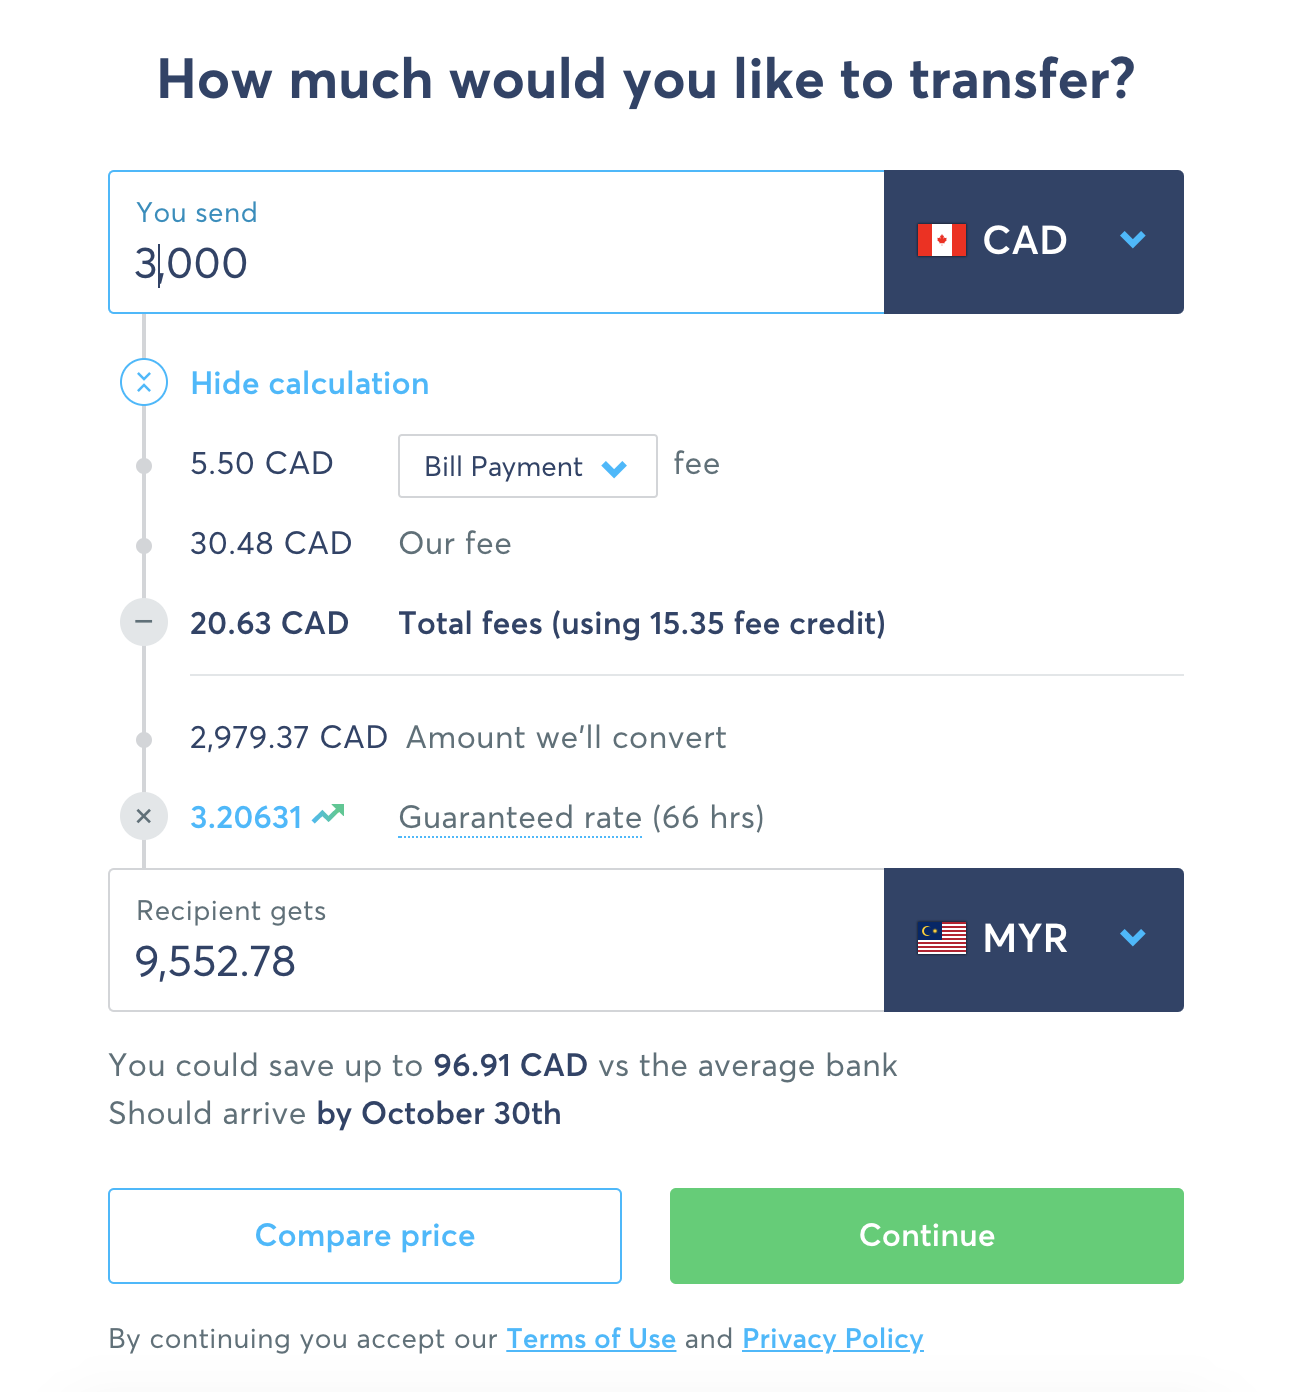 How much would you like to transfer?
You send
3,000
CAD
Hide calculation
5.50 CAD Bill Payment fee
30.48 CAD Our fee
20.63 CAD Total fees (using 15.35 fee credit)
2,979.37 CAD Amount we'll convert
3.20631 Guaranteed rate (66 hrs)
Recipient gets
9,552.78
MYR
You could save up to 96.91 CAD vs the average bank
Should arrive by October 30th
Compare price Continue
By continuing you accept our Terms of Use and Privacy Policy